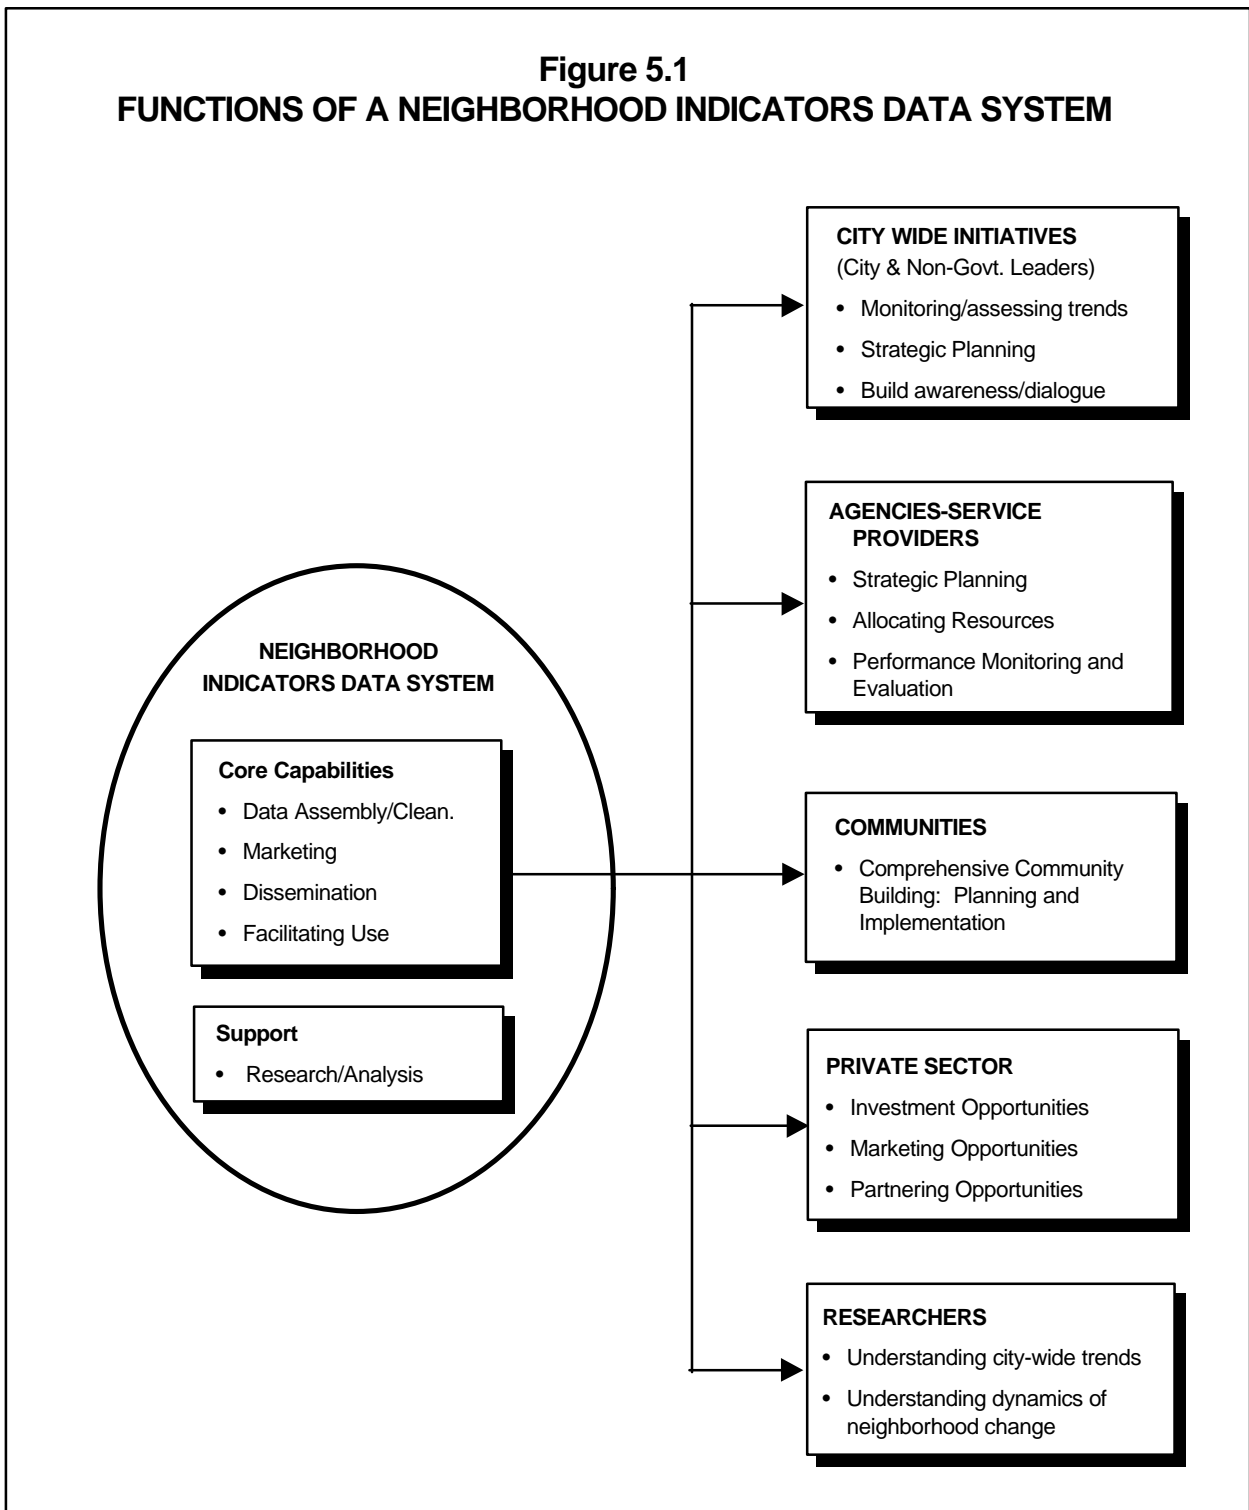 Figure 5.1
FUNCTIONS OF A NEIGHBORHOOD INDICATORS DATA SYSTEM
NEIGHBORHOOD
INDICATORS DATA SYSTEM
Core Capabilities
• Data Assembly/Clean.
• Marketing
• Dissemination
• Facilitating Use
Support
• Research/Analysis
CITY WIDE INITIATIVES
(City & Non-Govt. Leaders)
• Monitoring/assessing trends
• Strategic Planning
• Build awareness/dialogue
AGENCIES-SERVICE
PROVIDERS
• Strategic Planning
• Allocating Resources
• Performance Monitoring and
Evaluation
COMMUNITIES
• Comprehensive Community
Building: Planning and
Implementation
PRIVATE SECTOR
• Investment Opportunities
• Marketing Opportunities
• Partnering Opportunities
RESEARCHERS
• Understanding city-wide trends
• Understanding dynamics of
neighborhood change